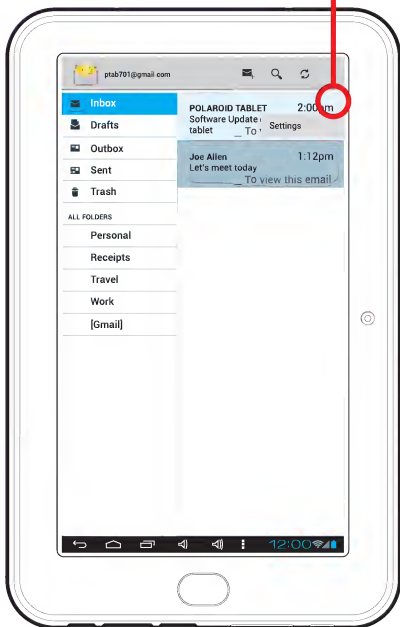 ptab701@gmail.com
Inbox
Drafts
Outbox
Sent
Trash
ALL FOLDERS
Personal
Receipts
Travel
Work
[Gmail]
POLAROID TABLET 2:00pm
Software Update
tablet _ To
Settings
Joe Allen 1:12pm
Let's meet today
_ To view this email
12:00